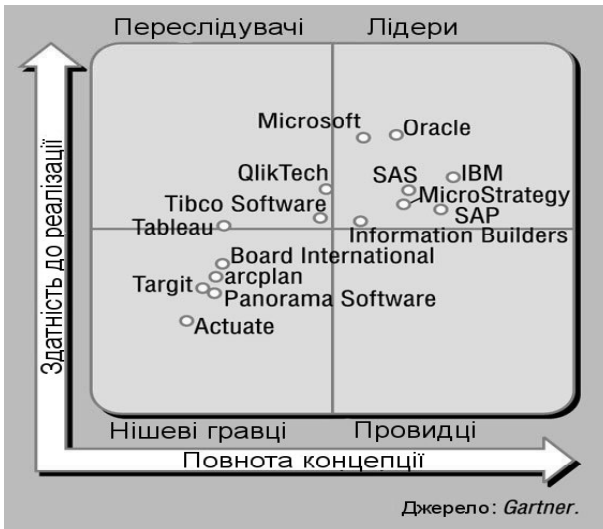 Переслідувачі
Лідери
Здатність до реалізації
Microsoft
Oracle
QlikTech
SAS
IBM
MicroStrategy
Tibco Software
SAP
Tableau
Information Builders
Board International
arcplan
Targit
Panorama Software
Actuate
Нішеві гравці
Провидці
Повнота концепції
Джерело: Gartner.